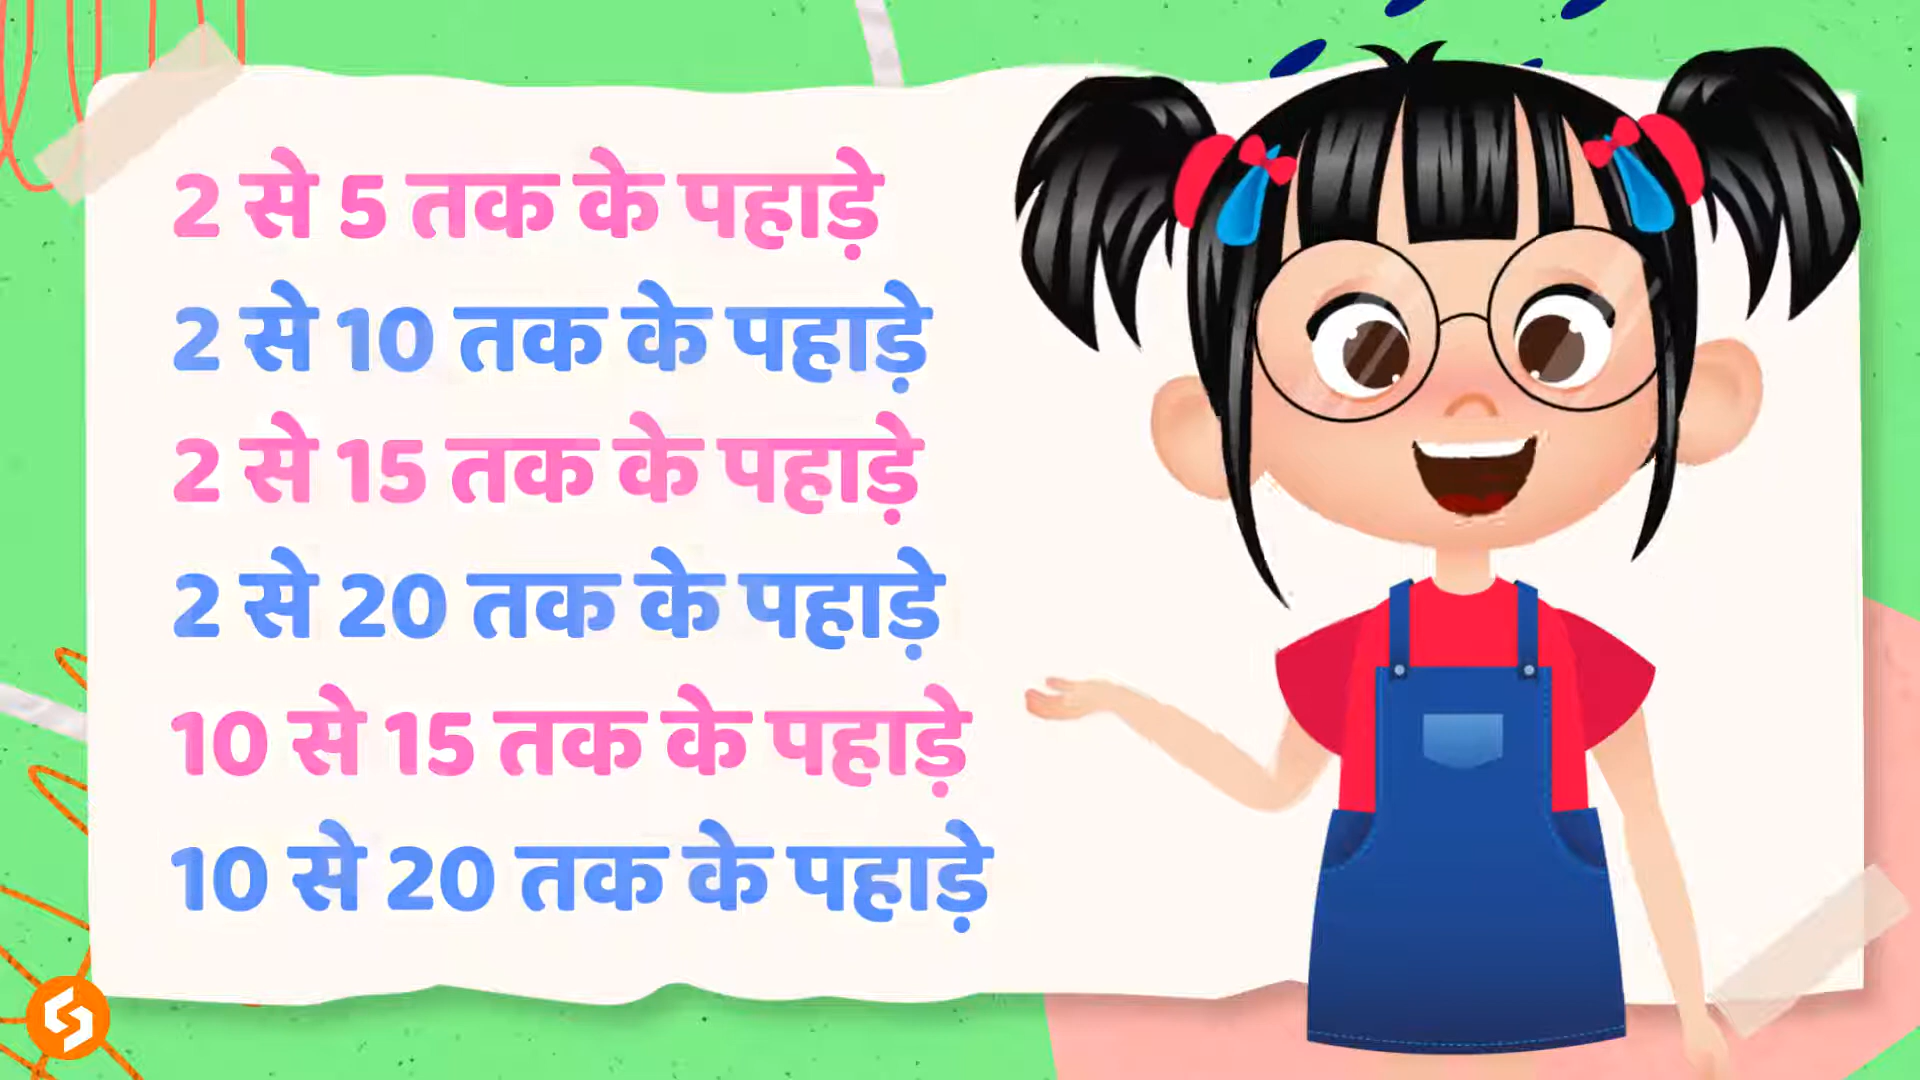 2 से 5 तक के पहाड़े
2 से 10 तक के पहाड़े
2 से 15 तक के पहाड़े
2 से 20 तक के पहाड़े
10 से 15 तक के पहाड़े
10 से 20 तक के पहाड़े